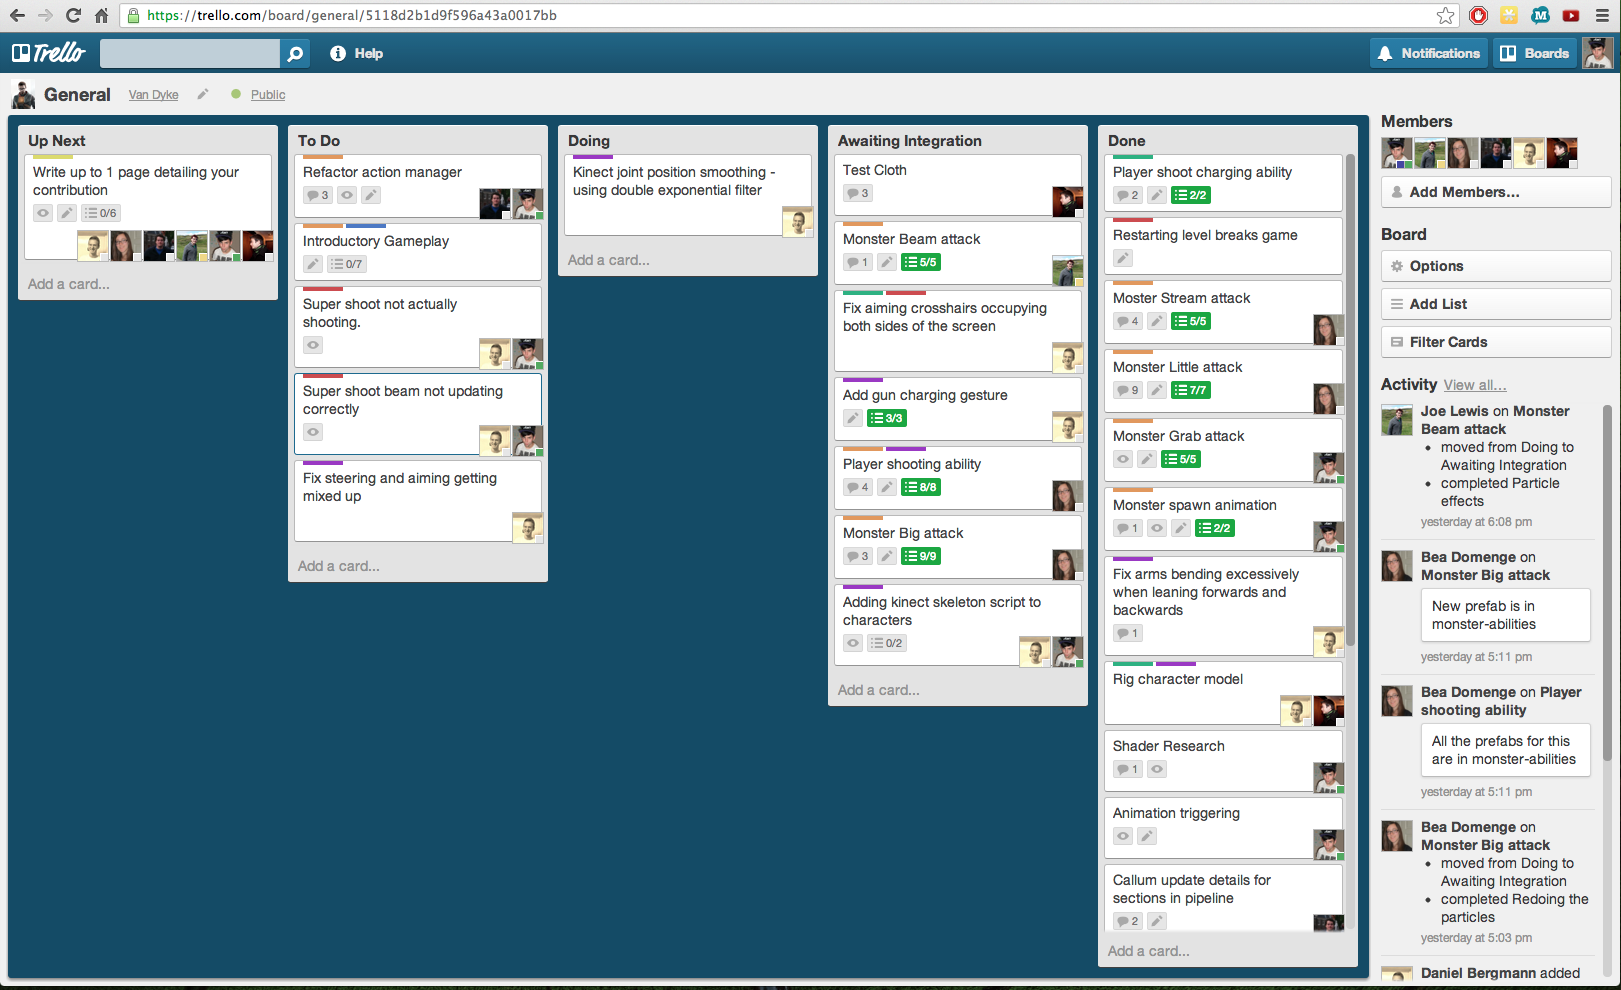 https://trello.com/board/general/5118d2b1d9f596a43a0017bb
Trello
Help
Notifications
Boards
General
Van Dyke
Public
Up Next
Write up to 1 page detailing your
contribution
0/6
Add a card...
To Do
Refactor action manager
3
Introductory Gameplay
0/7
Super shoot not actually
shooting.
Super shoot beam not updating
correctly
Fix steering and aiming getting
mixed up
Add a card...
Doing
Kinect joint position smoothing -
using double exponential filter
Add a card...
Awaiting Integration
Test Cloth
3
Monster Beam attack
1 5/5
Fix aiming crosshairs occupying
both sides of the screen
Add gun charging gesture
3/3
Player shooting ability
4 8/8
Monster Big attack
3 9/9
Adding kinect skeleton script to
characters
0/2
Add a card...
Done
Player shoot charging ability
2 2/2
Restarting level breaks game
Moster Stream attack
4 5/5
Monster Little attack
9 7/7
Monster Grab attack
5/5
Monster spawn animation
1 2/2
Fix arms bending excessively
when leaning forwards and
backwards
1
Rig character model
Shader Research
1
Animation triggering
Callum update details for
sections in pipeline
2
Add a card...
Members
Add Members...
Board
Options
Add List
Filter Cards
Activity View all...
Joe Lewis on Monster
Beam attack
• moved from Doing to
Awaiting Integration
• completed Particle
effects
yesterday at 6:08 pm
Bea Domenge on
Monster Big attack
New prefab is in
monster-abilities
yesterday at 5:11 pm
Bea Domenge on Player
shooting ability
All the prefabs for this
are in monster-abilities
yesterday at 5:11 pm
Bea Domenge on
Monster Big attack
• moved from Doing to
Awaiting Integration
• completed Redoing the
particles
yesterday at 5:03 pm
Daniel Bergmann added